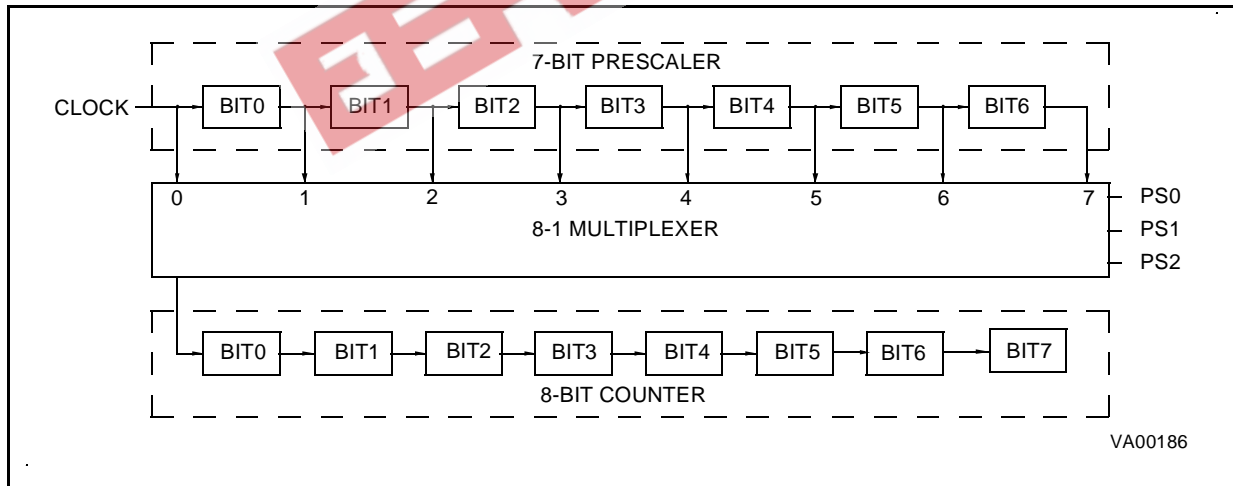 7-BIT PRESCALER
CLOCK BIT0 BIT1 BIT2 BIT3 BIT4 BIT5 BIT6
0 1 2 3 4 5 6 7 PS0
8-1 MULTIPLEXER PS1
PS2
BIT0 BIT1 BIT2 BIT3 BIT4 BIT5 BIT6 BIT7
8-BIT COUNTER
VA00186